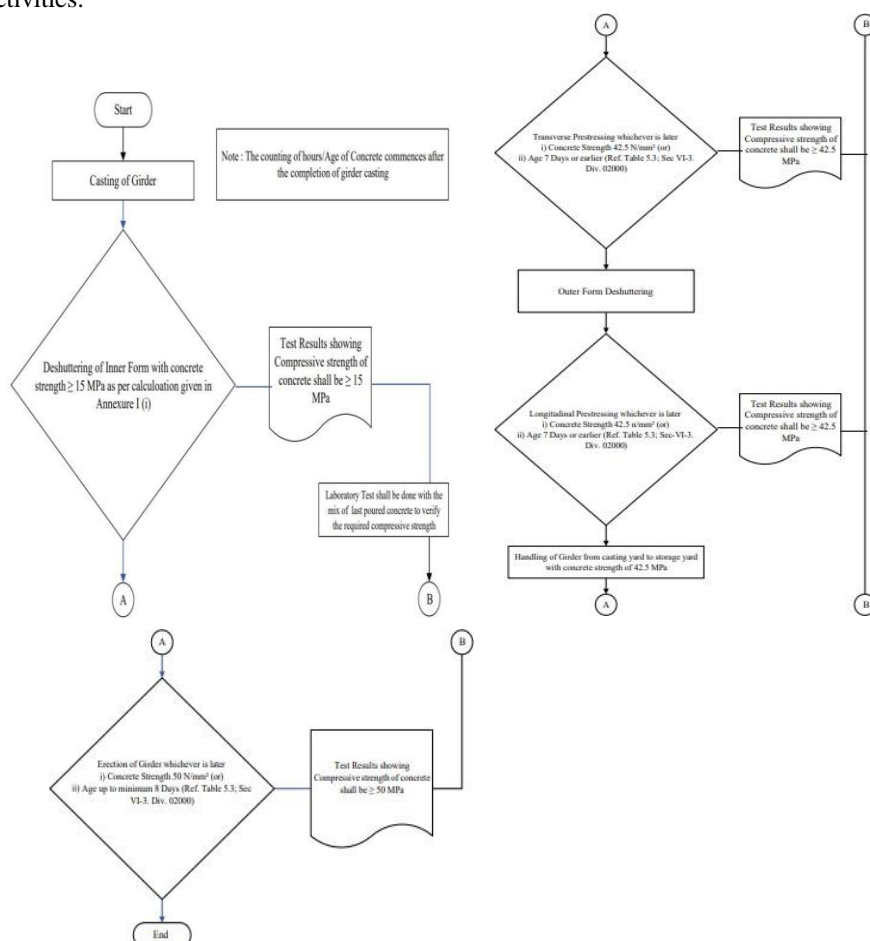 ctivities.
Start
Casting of Girder
Note : The counting of hours/Age of Concrete commences after
the completion of girder casting
Deshuttering of Inner Form with concrete
strength ≥ 15 MPa as per calculoation given in
Annexure I (i)
Test Results showing
Compressive strength of
concrete shall be ≥ 15
MPa
Laboratory Test shall be done with the
mix of last poured concrete to verify
the required compressive strength
A
B
A
B
Transverse Prestressing whichever is later
i) Concrete Strength 42.5 N/mm² (or)
ii) Age 7 Days or earlier (Ref. Table 5.3; Sec VI-3.
Div. 02000)
Test Results showing
Compressive strength of
concrete shall be ≥ 42.5
MPa
Outer Form Deshuttering
Longitudinal Prestressing whichever is later
i) Concrete Strength 42.5 n/mm² (or)
ii) Age 7 Days or earlier (Ref. Table 5.3; Sec-VI-3.
Div. 02000)
Test Results showing
Compressive strength of
concrete shall be ≥ 42.5
MPa
Handling of Girder from casting yard to storage yard
with concrete strength of 42.5 MPa
A
B
A
B
Erection of Girder whichever is later
i) Concrete Strength 50 N/mm² (or)
ii) Age up to minimum 8 Days (Ref. Table 5.3; Sec
VI-3. Div. 02000)
Test Results showing
Compressive strength of concrete
shall be ≥ 50 MPa
End